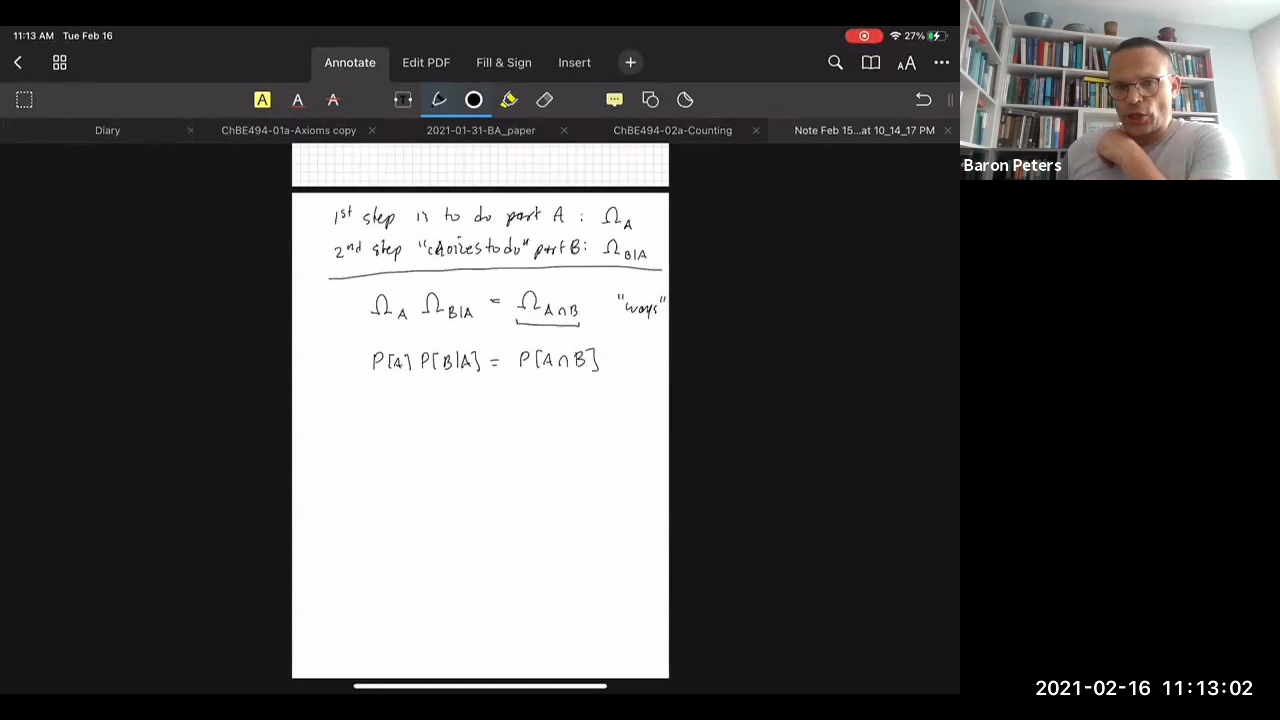 11:13 AM Tue Feb 16
27%
Annotate Edit PDF Fill & Sign Insert
AA
A A A T
Diary ChBE494-01a-Axioms copy 2021-01-31-BA_paper ChBE494-02a-Counting Note Feb 15...at 10_14_17 PM
Baron Peters
1st step is to do part A : Ω_A
2nd step "choices to do" part B: Ω_B|A
Ω_A Ω_B|A = Ω_A∩B "ways"
P[A] P[B|A] = P[A∩B]
2021-02-16 11:13:02